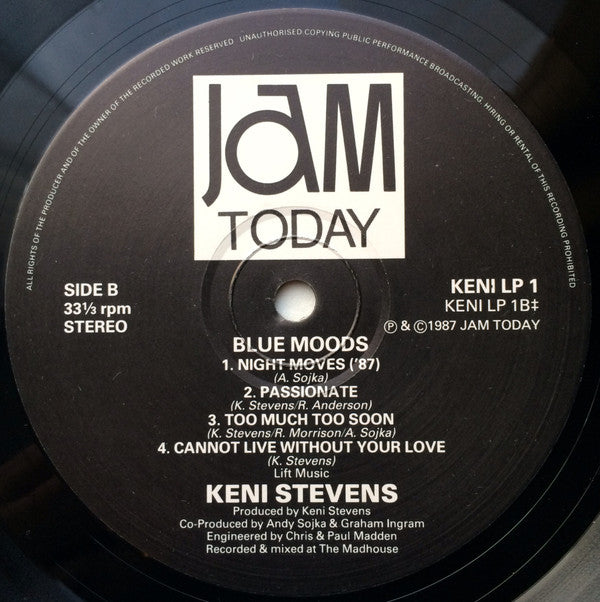 ALL RIGHTS OF THE PRODUCER AND OF THE OWNER OF THE RECORDED WORK RESERVED UNAUTHORISED COPYING PUBLIC PERFORMANCE BROADCASTING, HIRING OR RENTAL OF THIS RECORDING PROHIBITED
JAM
TODAY
SIDE B
33⅓ rpm
STEREO
KENI LP 1
KENI LP 1B‡
℗ & ©1987 JAM TODAY
BLUE MOODS
1. NIGHT MOVES ('87)
(A. Sojka)
2. PASSIONATE
(K. Stevens/R. Anderson)
3. TOO MUCH TOO SOON
(K. Stevens/R. Morrison/A. Sojka)
4. CANNOT LIVE WITHOUT YOUR LOVE
(K. Stevens)
Lift Music
KENI STEVENS
Produced by Keni Stevens
Co-Produced by Andy Sojka & Graham Ingram
Engineered by Chris & Paul Madden
Recorded & mixed at The Madhouse